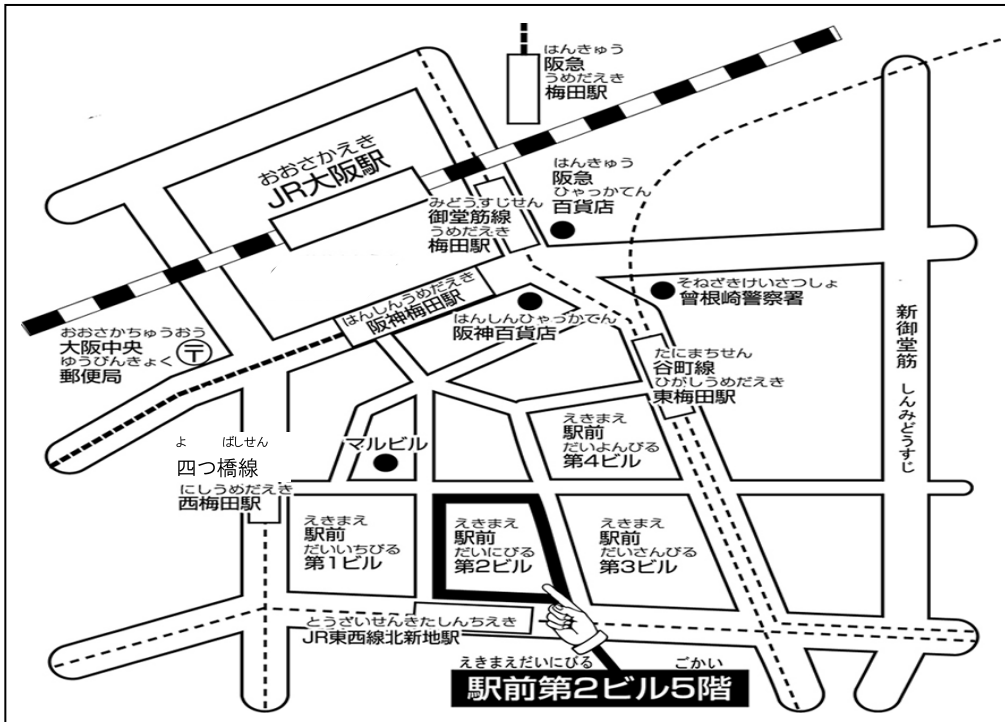 はんきゅう
阪急
うめだえき
梅田駅
おおさかえき
JR大阪駅
はんきゅう
阪急
ひゃっかてん
百貨店
みどうすじせん
御堂筋線
うめだえき
梅田駅
そねざきけいさつしょ
曾根崎警察署
はんしんうめだえき
阪神梅田駅
はんしんひゃっかてん
阪神百貨店
新御堂筋
しんみどうすじ
おおさかちゅうおう
大阪中央
ゆうびんきょく
郵便局
〒
たにまちせん
谷町線
ひがしうめだえき
東梅田駅
よ ばしせん
四つ橋線
にしうめだえき
西梅田駅
マルビル
えきまえ
駅前
だいよんびる
第4ビル
えきまえ
駅前
だいいちびる
第1ビル
えきまえ
駅前
だいにびる
第2ビル
えきまえ
駅前
だいさんびる
第3ビル
とうざいせんきたしんちえき
JR東西線北新地駅
えきまえだいにびる ごかい
駅前第2ビル5階